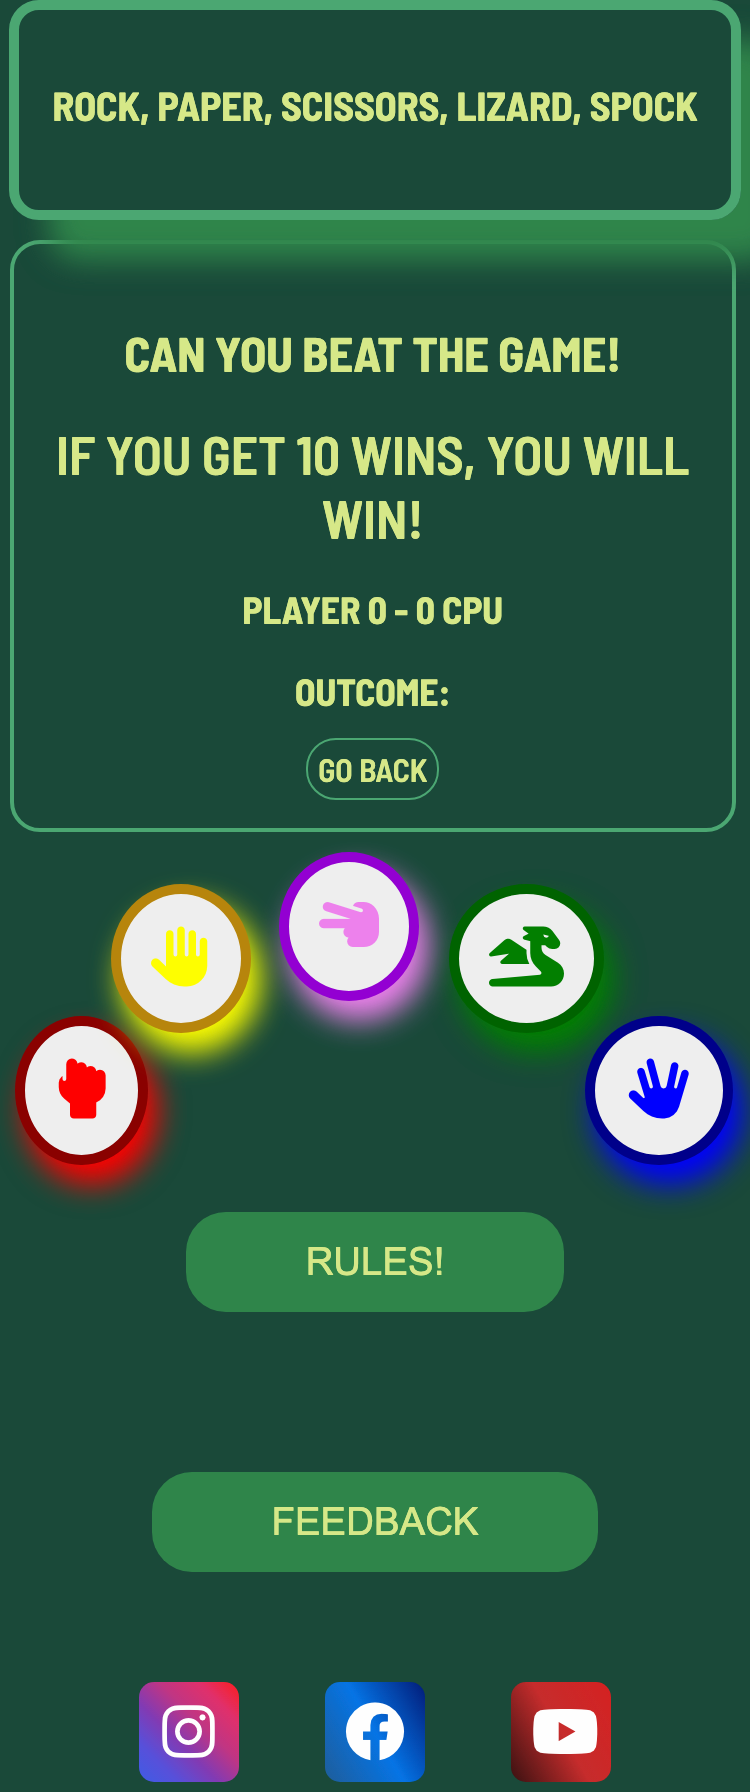 ROCK, PAPER, SCISSORS, LIZARD, SPOCK
CAN YOU BEAT THE GAME!
IF YOU GET 10 WINS, YOU WILL
WIN!
PLAYER 0 - 0 CPU
OUTCOME:
GO BACK
RULES!
FEEDBACK